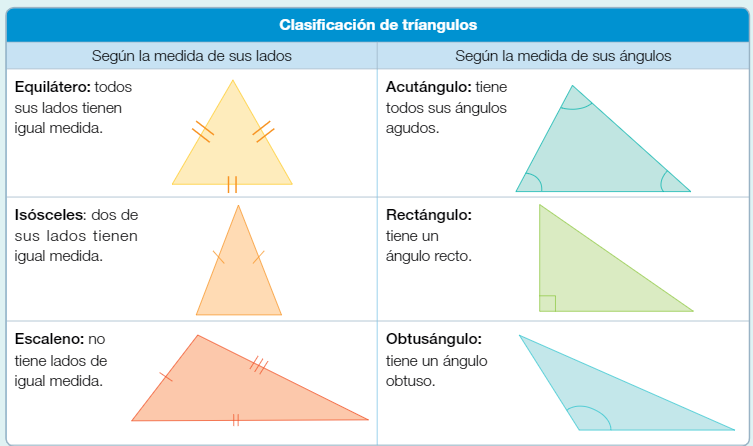 Clasificación de triángulos
Según la medida de sus lados
Según la medida de sus ángulos
Equilátero: todos
sus lados tienen
igual medida.
Acutángulo: tiene
todos sus ángulos
agudos.
Isósceles: dos de
sus lados tienen
igual medida.
Rectángulo:
tiene un
ángulo recto.
Escaleno: no
tiene lados de
igual medida.
Obtusángulo:
tiene un ángulo
obtuso.